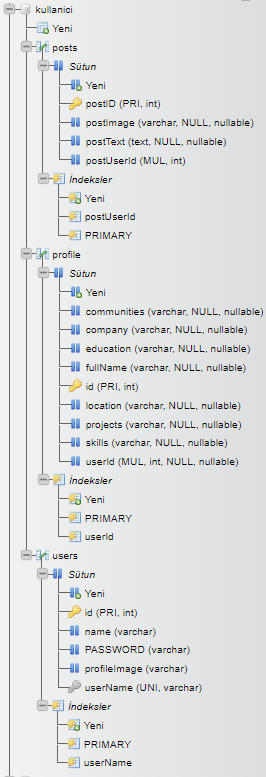 kullanici
Yeni
posts
Sütun
Yeni
postID (PRI, int)
postImage (varchar, NULL, nullable)
postText (text, NULL, nullable)
postUserId (MUL, int)
İndeksler
Yeni
postUserId
PRIMARY
profile
Sütun
Yeni
communities (varchar, NULL, nullable)
company (varchar, NULL, nullable)
education (varchar, NULL, nullable)
fullName (varchar, NULL, nullable)
id (PRI, int)
location (varchar, NULL, nullable)
projects (varchar, NULL, nullable)
skills (varchar, NULL, nullable)
userId (MUL, int, NULL, nullable)
İndeksler
Yeni
PRIMARY
userId
users
Sütun
Yeni
id (PRI, int)
name (varchar)
PASSWORD (varchar)
profileImage (varchar)
userName (UNI, varchar)
İndeksler
Yeni
PRIMARY
userName